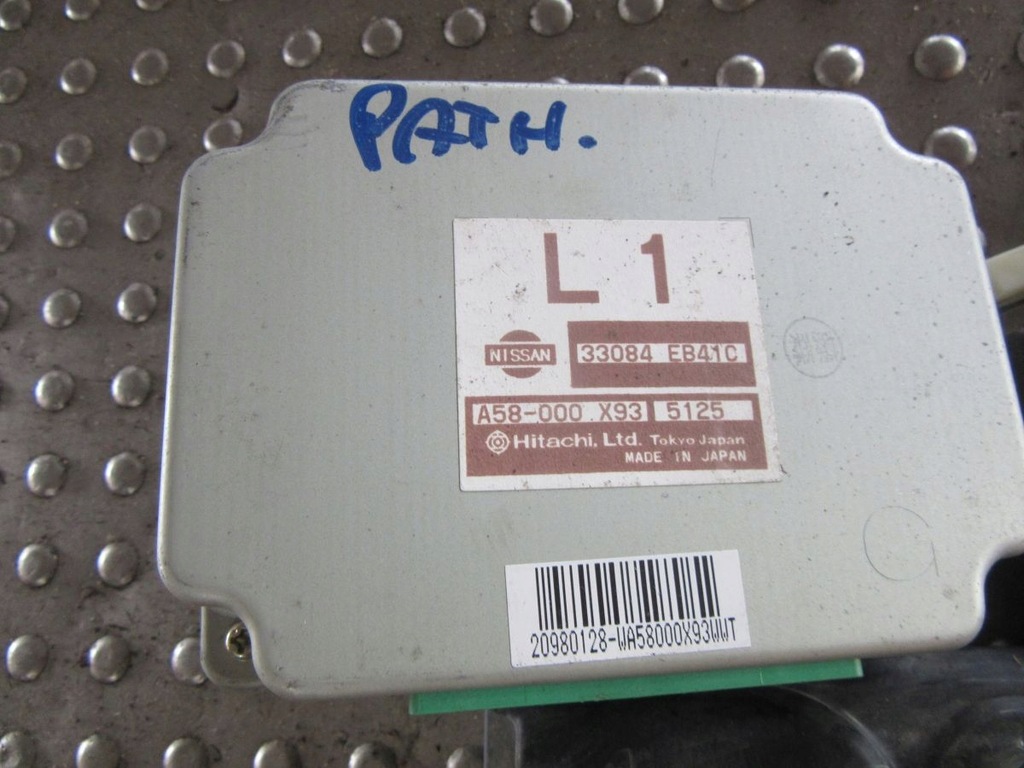 PATH.
L 1
NISSAN 33084 EB41C
A58-000 X93 5125
Hitachi, Ltd. Tokyo Japan
MADE IN JAPAN
G
20980128-WA58000X93WWT